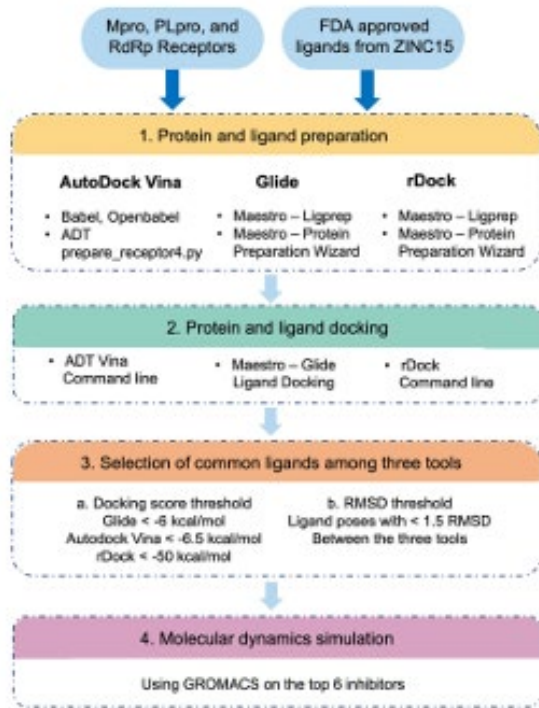 Mpro, PLpro, and
RdRp Receptors
FDA approved
ligands from ZINC15
1. Protein and ligand preparation
AutoDock Vina
• Babel, Openbabel
• ADT
prepare_receptor4.py
Glide
• Maestro – Ligprep
• Maestro – Protein
Preparation Wizard
rDock
• Maestro – Ligprep
• Maestro – Protein
Preparation Wizard
2. Protein and ligand docking
• ADT Vina
Command line
• Maestro – Glide
Ligand Docking
• rDock
Command line
3. Selection of common ligands among three tools
a. Docking score threshold
Glide < -6 kcal/mol
Autodock Vina < -6.5 kcal/mol
rDock < -50 kcal/mol
b. RMSD threshold
Ligand poses with < 1.5 RMSD
Between the three tools
4. Molecular dynamics simulation
Using GROMACS on the top 6 inhibitors